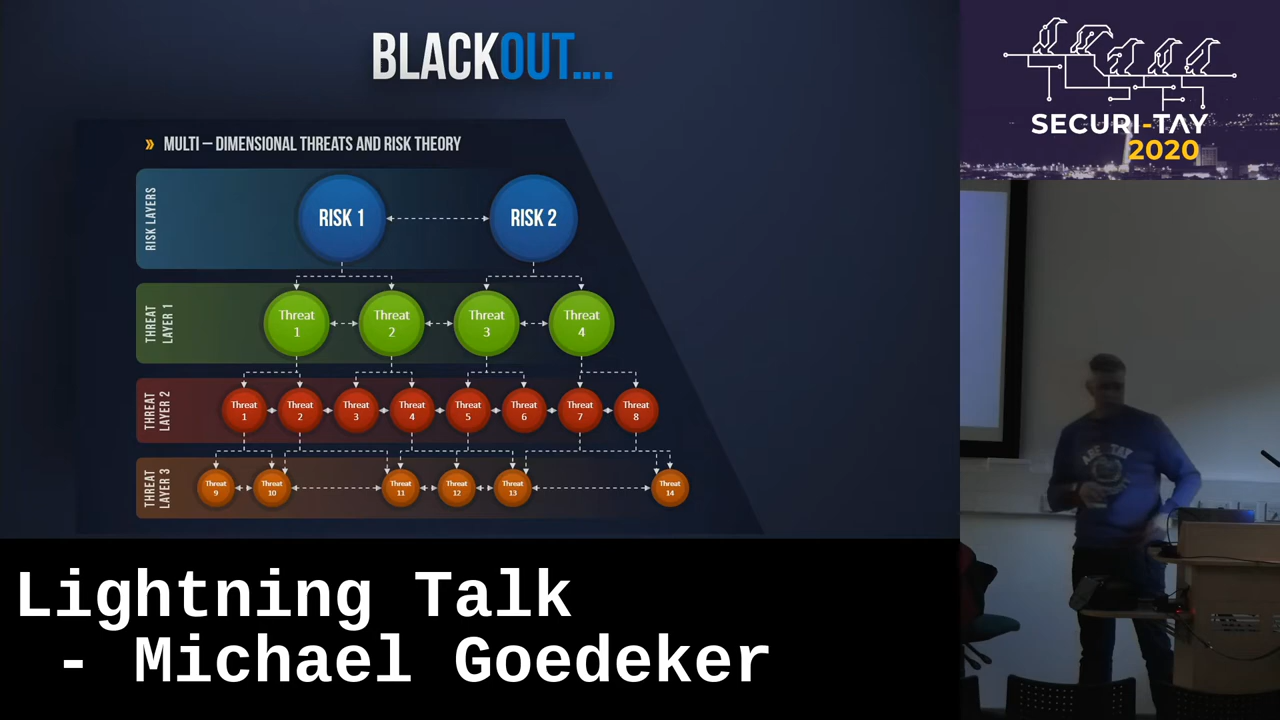 BLACKOUT....
» MULTI – DIMENSIONAL THREATS AND RISK THEORY
RISK LAYERS
RISK 1
RISK 2
THREAT
LAYER 1
Threat
1
Threat
2
Threat
3
Threat
4
THREAT
LAYER 2
Threat
1
Threat
2
Threat
3
Threat
4
Threat
5
Threat
6
Threat
7
Threat
8
THREAT
LAYER 3
Threat
9
Threat
10
Threat
11
Threat
12
Threat
13
Threat
14
SECURI-TAY
2020
Lightning Talk
- Michael Goedeker